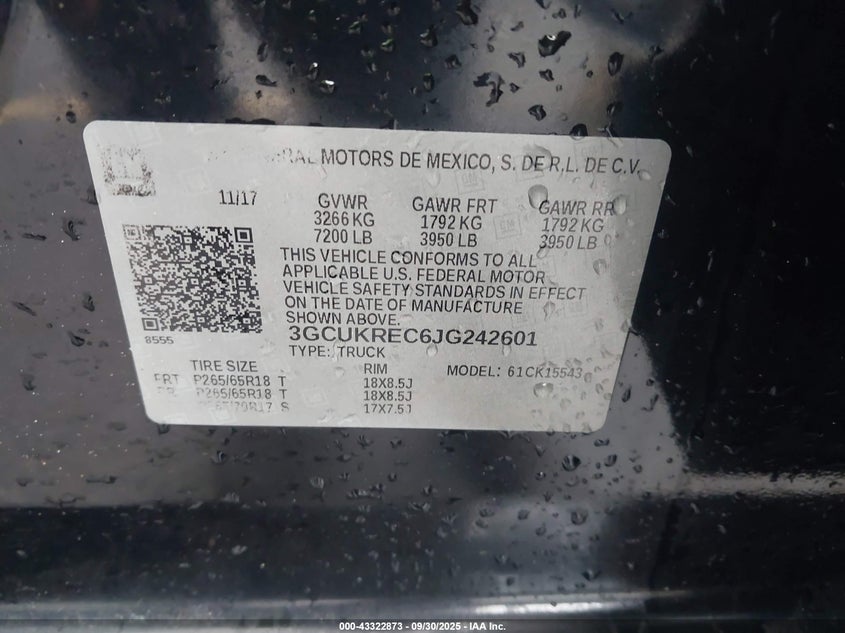 GM
MOTORS DE MEXICO, S. DE R.L. DE C.V.
11/17 GVWR GAWR FRT GAWR RR
3266 KG 1792 KG 1792 KG
7200 LB 3950 LB 3950 LB
THIS VEHICLE CONFORMS TO ALL
APPLICABLE U.S. FEDERAL MOTOR
VEHICLE SAFETY STANDARDS IN EFFECT
ON THE DATE OF MANUFACTURE
SHOWN ABOVE.
8555
3GCUKREC6JG242601
TYPE: TRUCK
TIRE SIZE RIM MODEL: 61CK15543
FRT P265/65R18 T 18X8.5J
P265/65R18 T 18X8.5J
S 17X7.5J
000-43322873 - 09/30/2025 - IAA Inc.